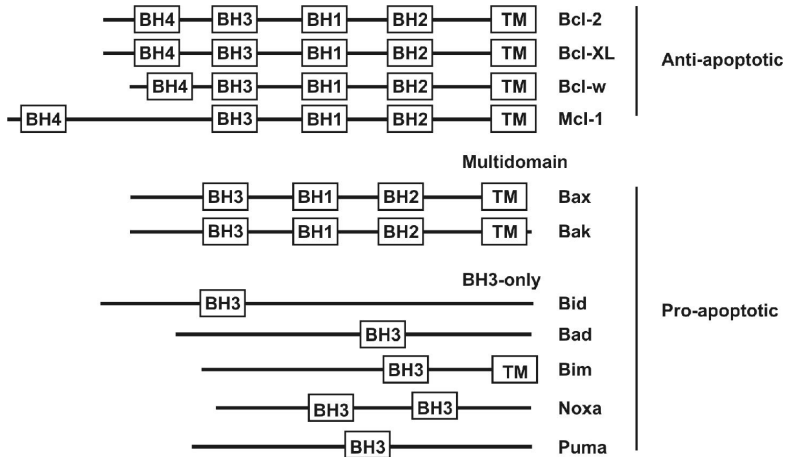 BH4 BH3 BH1 BH2 TM Bcl-2
BH4 BH3 BH1 BH2 TM Bcl-XL
BH4 BH3 BH1 BH2 TM Bcl-w
BH4 BH3 BH1 BH2 TM Mcl-1
Anti-apoptotic
Multidomain
BH3 BH1 BH2 TM Bax
BH3 BH1 BH2 TM Bak
BH3-only
BH3 Bid
BH3 Bad
BH3 TM Bim
BH3 BH3 Noxa
BH3 Puma
Pro-apoptotic